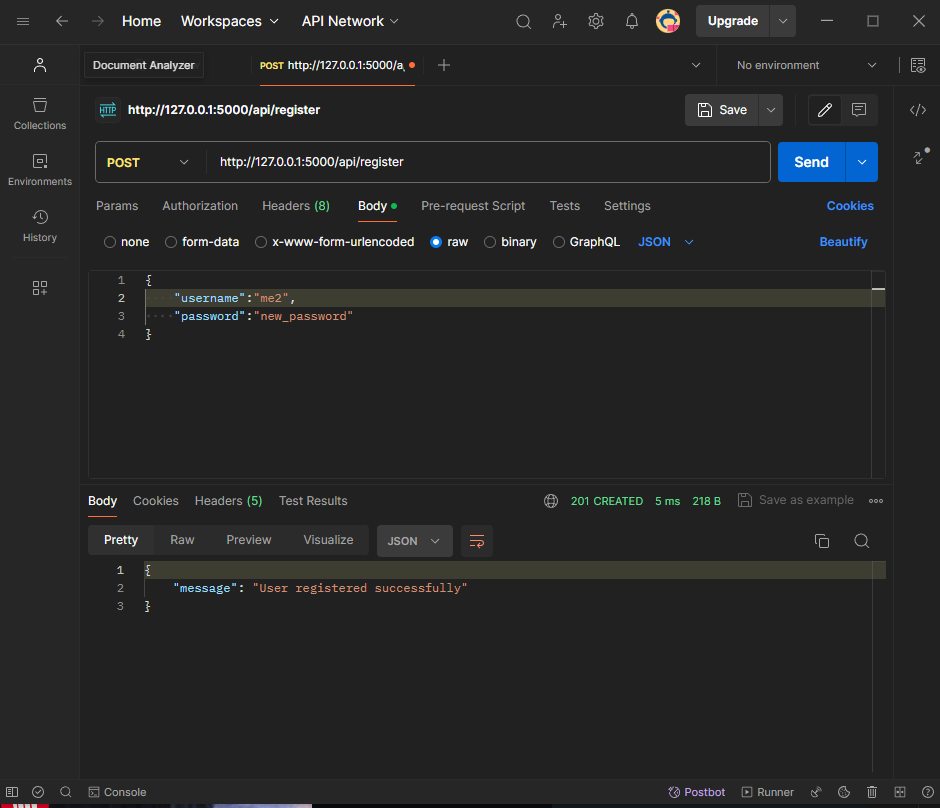 Home Workspaces API Network Upgrade
Document Analyzer POST http://127.0.0.1:5000/a No environment
HTTP http://127.0.0.1:5000/api/register Save
Collections
Environments
History
POST http://127.0.0.1:5000/api/register Send
Params Authorization Headers (8) Body Pre-request Script Tests Settings Cookies
none form-data x-www-form-urlencoded raw binary GraphQL JSON Beautify
1 {
2 "username":"me2",
3 "password":"new_password"
4 }
Body Cookies Headers (5) Test Results 201 CREATED 5 ms 218 B Save as example
Pretty Raw Preview Visualize JSON
1 {
2 "message": "User registered successfully"
3 }
Console Postbot Runner